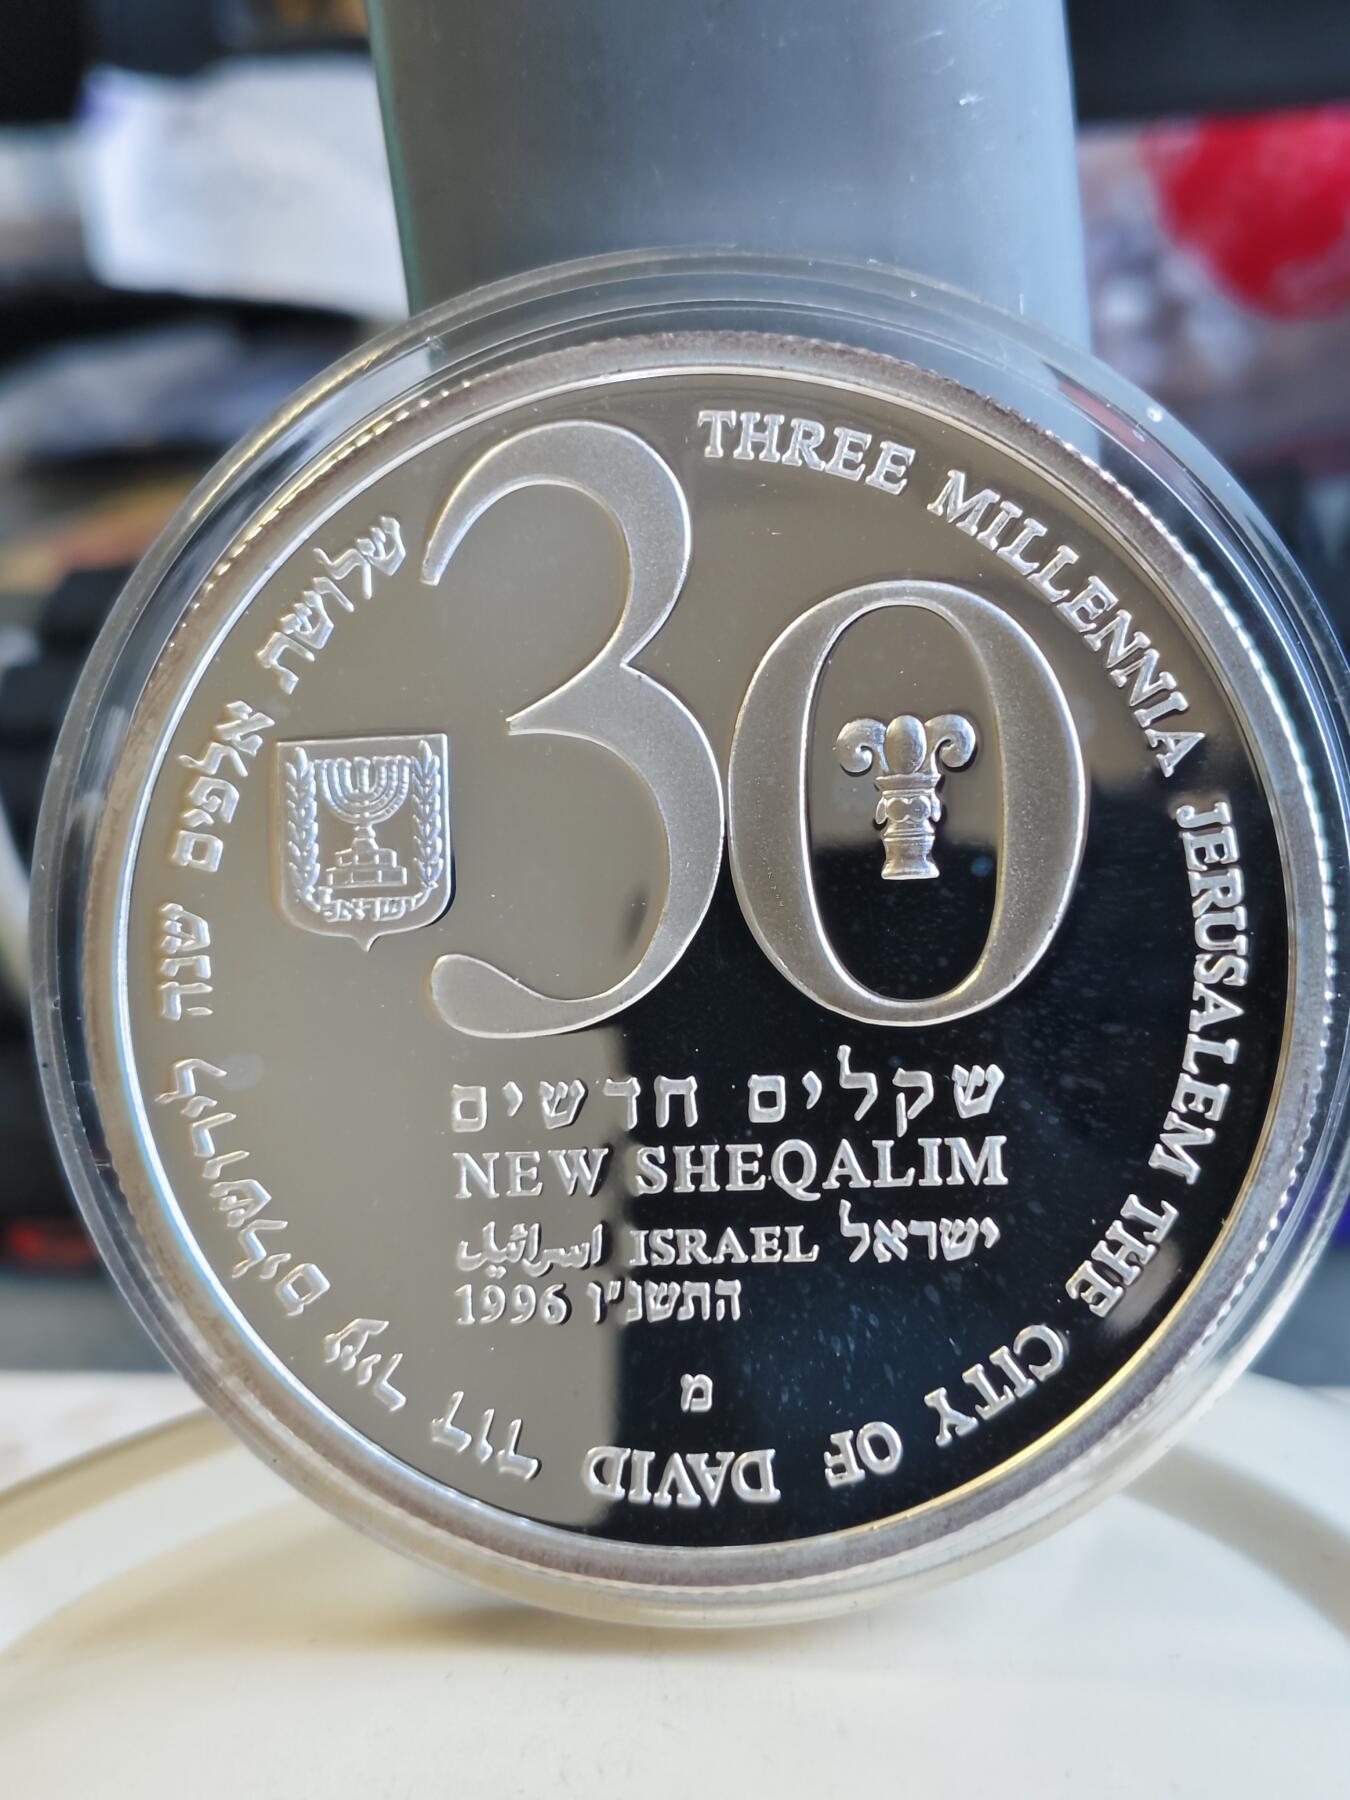 שלושת אלפים שנה לירושלים עיר דוד
THREE MILLENNIA JERUSALEM THE CITY OF DAVID
30
ישראל
שקלים חדשים
NEW SHEQALIM
اسرائيل ISRAEL ישראל
1996 התשנ"ו
מ